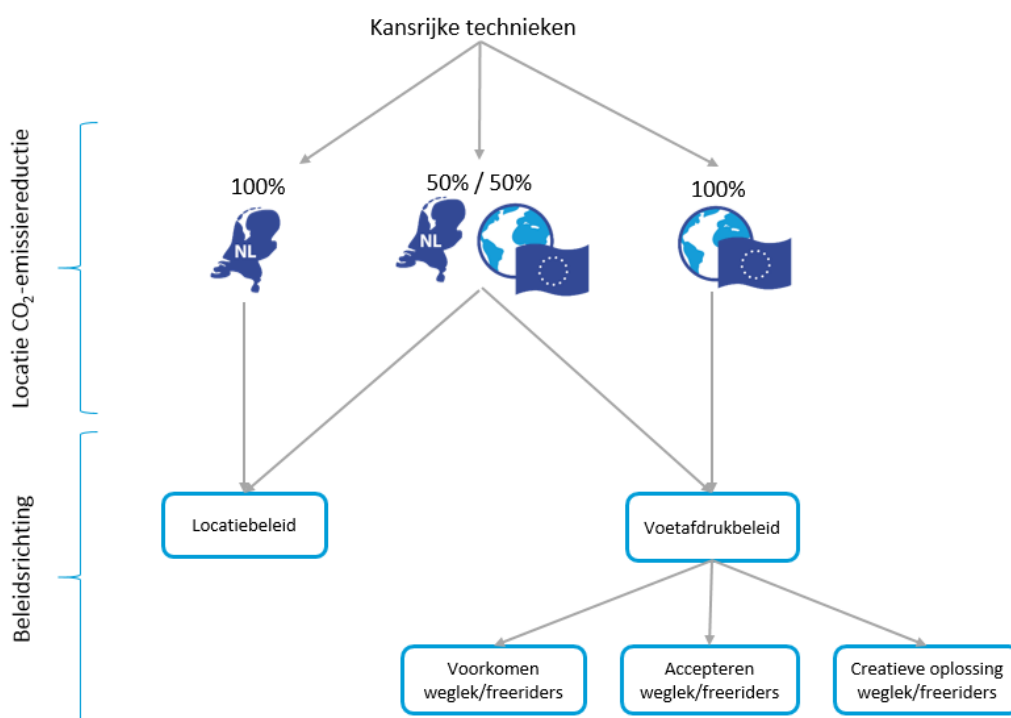 Kansrijke technieken
Locatie CO₂-emissiereductie
100%
50% / 50%
100%
NL
NL
Beleidsrichting
Locatiebeleid
Voetafdrukbeleid
Voorkomen
weglek/freeriders
Accepteren
weglek/freeriders
Creatieve oplossing
weglek/freeriders